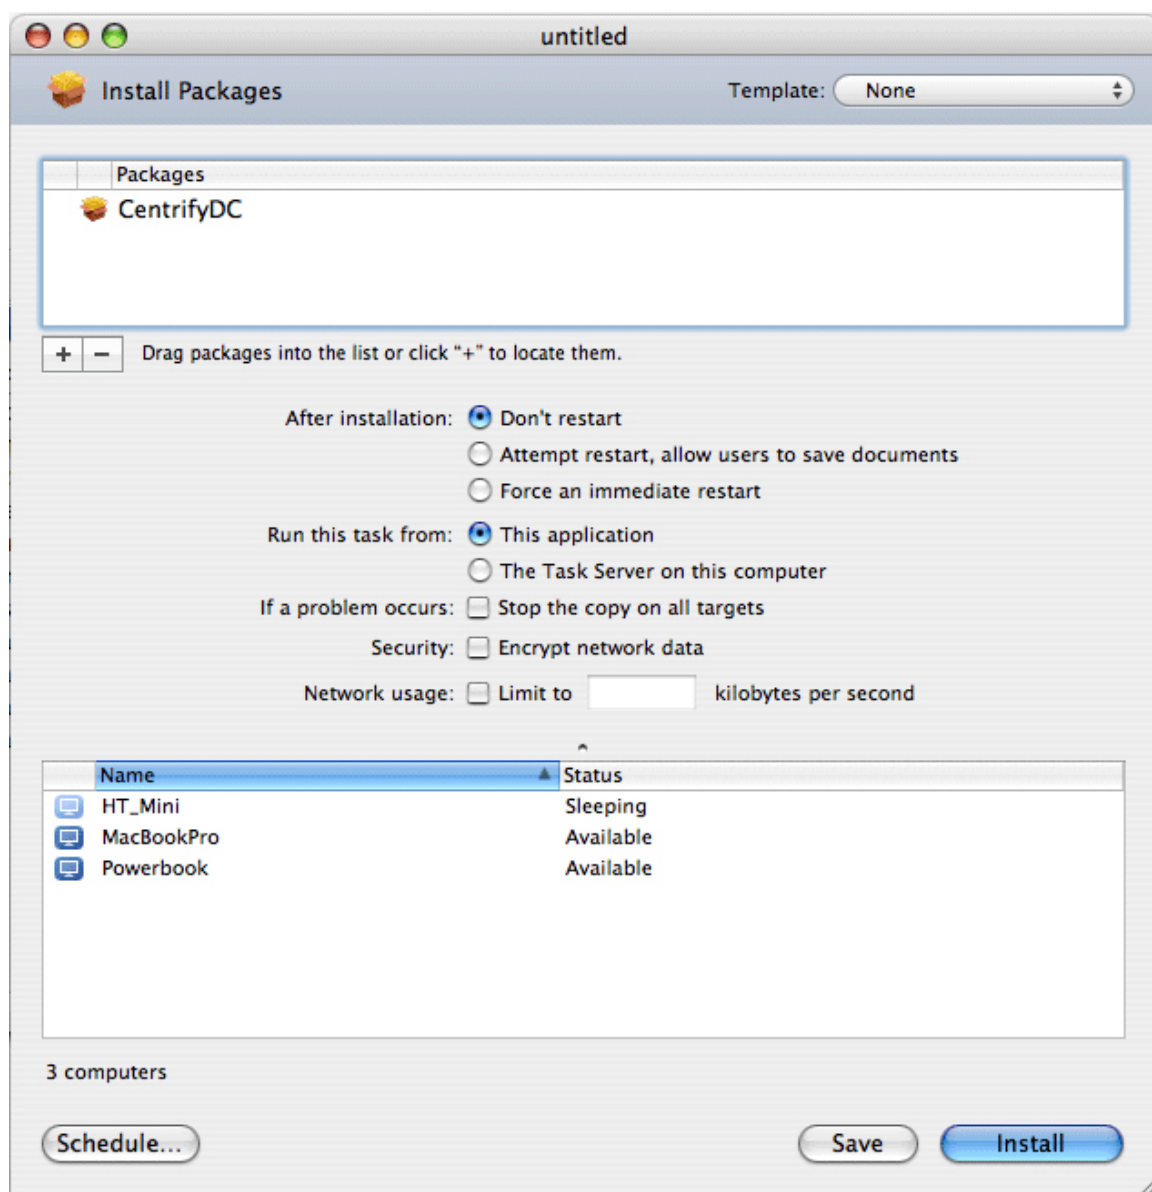 untitled
Install Packages Template: None
Packages
CentrifyDC
+ − Drag packages into the list or click “+” to locate them.
After installation: Don't restart
Attempt restart, allow users to save documents
Force an immediate restart
Run this task from: This application
The Task Server on this computer
If a problem occurs: Stop the copy on all targets
Security: Encrypt network data
Network usage: Limit to kilobytes per second
Name Status
HT_Mini Sleeping
MacBookPro Available
Powerbook Available
3 computers
Schedule... Save Install